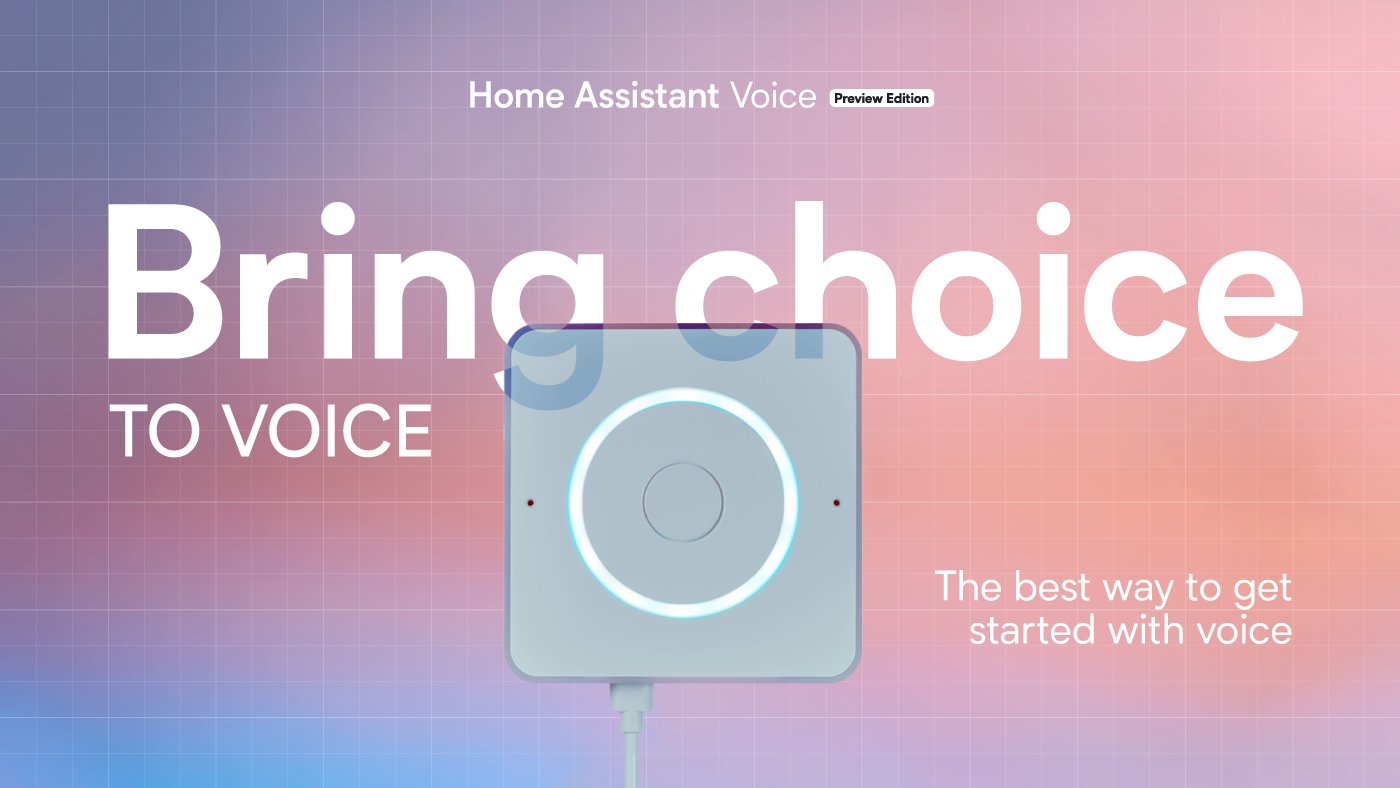 Home Assistant Voice Preview Edition
Bring choice
TO VOICE
The best way to get
started with voice